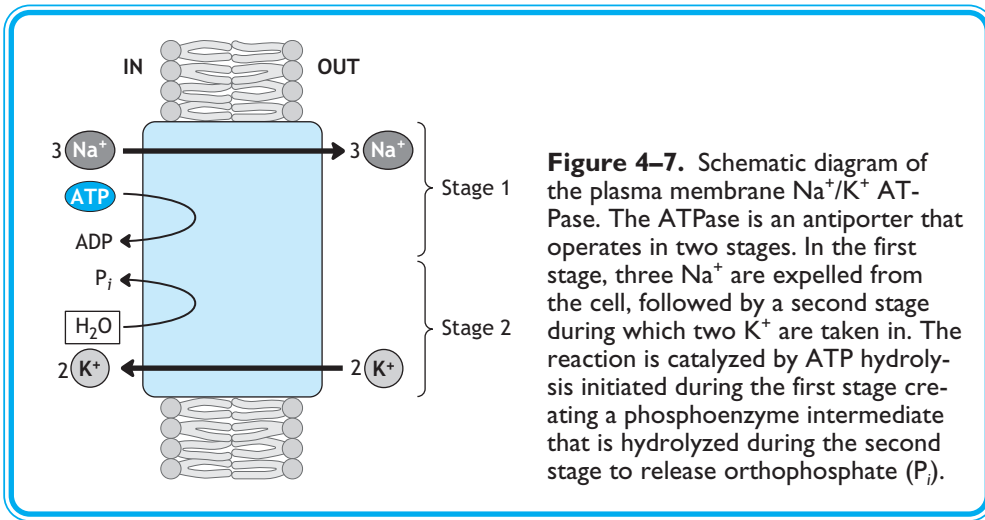 IN OUT
3 Na⁺ 3 Na⁺
ATP
Stage 1
ADP
Pᵢ
H₂O
Stage 2
2 K⁺ 2 K⁺
Figure 4–7. Schematic diagram of
the plasma membrane Na⁺/K⁺ AT-
Pase. The ATPase is an antiporter that
operates in two stages. In the first
stage, three Na⁺ are expelled from
the cell, followed by a second stage
during which two K⁺ are taken in. The
reaction is catalyzed by ATP hydroly-
sis initiated during the first stage cre-
ating a phosphoenzyme intermediate
that is hydrolyzed during the second
stage to release orthophosphate (Pᵢ).